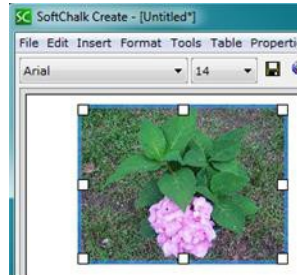 SC SoftChalk Create - [Untitled*]
File Edit Insert Format Tools Table Properti
Arial 14